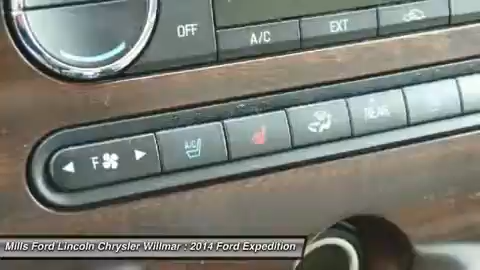 OFF
A/C
EXT
F
A/C
REAR
Mills Ford Lincoln Chrysler Willmar : 2014 Ford Expedition